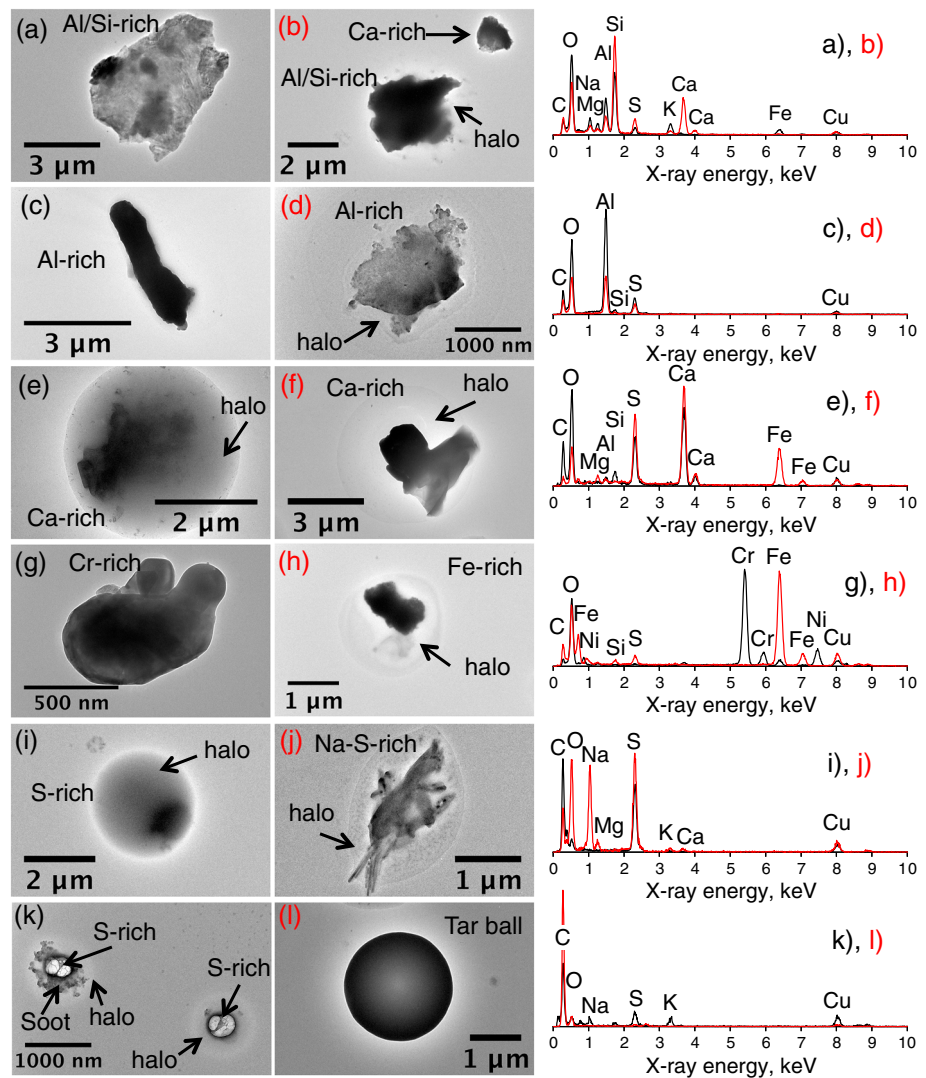 (a) Al/Si-rich
3 µm
(b) Ca-rich
Al/Si-rich
halo
2 µm
O Si
Al
Na
Mg
C S K Ca Ca Fe Cu
a), b)
0 1 2 3 4 5 6 7 8 9 10
X-ray energy, keV
(c)
Al-rich
3 µm
(d) Al-rich
halo
1000 nm
Al
O
C Si S Cu
c), d)
0 1 2 3 4 5 6 7 8 9 10
X-ray energy, keV
(e)
halo
Ca-rich
2 µm
(f) Ca-rich
halo
3 µm
O Ca
S
Si
C Al
Mg Ca Fe Fe Cu
e), f)
0 1 2 3 4 5 6 7 8 9 10
X-ray energy, keV
(g) Cr-rich
500 nm
(h) Fe-rich
halo
1 µm
Cr Fe
O
Fe
C Ni Si S Cr Fe Ni Cu
g), h)
0 1 2 3 4 5 6 7 8 9 10
X-ray energy, keV
(i)
halo
S-rich
2 µm
(j) Na-S-rich
halo
1 µm
C O Na S
Mg K Ca Cu
i), j)
0 1 2 3 4 5 6 7 8 9 10
X-ray energy, keV
(k)
S-rich
S-rich
Soot halo
halo
1000 nm
(l) Tar ball
1 µm
C
O Na S K Cu
k), l)
0 1 2 3 4 5 6 7 8 9 10
X-ray energy, keV